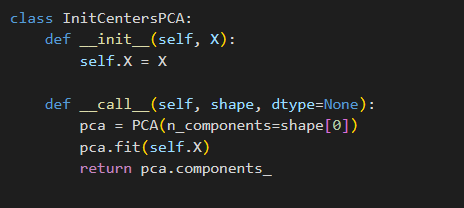 class InitCentersPCA:
    def __init__(self, X):
        self.X = X

    def __call__(self, shape, dtype=None):
        pca = PCA(n_components=shape[0])
        pca.fit(self.X)
        return pca.components_